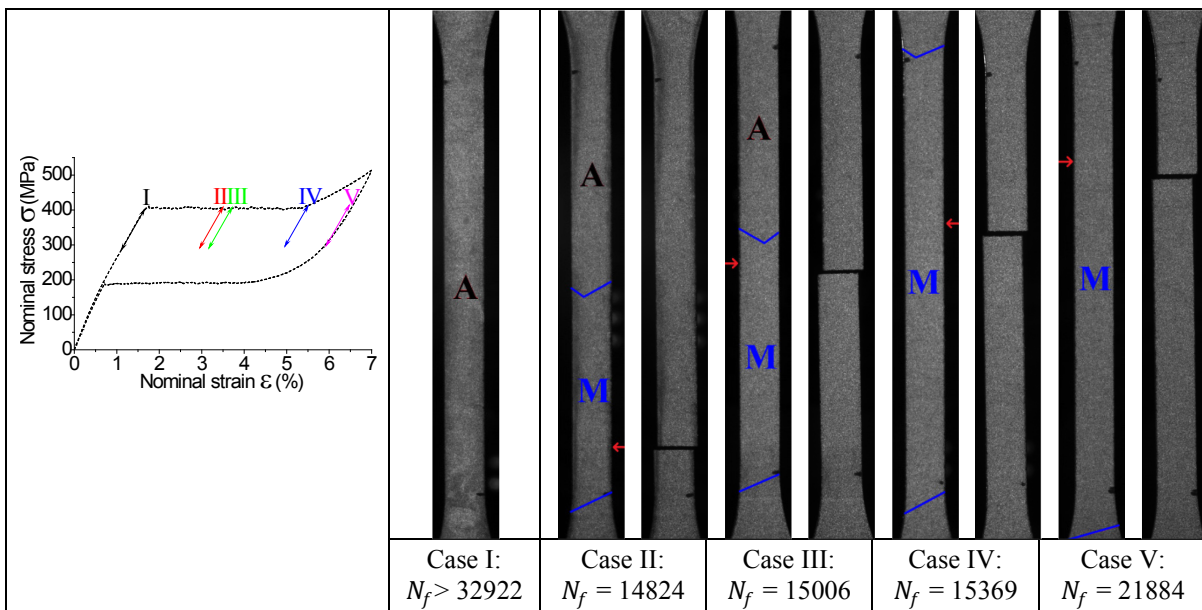 Nominal stress σ (MPa)
500
400
300
200
100
0
I
II
III
IV
V
0 1 2 3 4 5 6 7
Nominal strain ε (%)
A
A
M
A
M
M
M
Case I:
N_f > 32922
Case II:
N_f = 14824
Case III:
N_f = 15006
Case IV:
N_f = 15369
Case V:
N_f = 21884